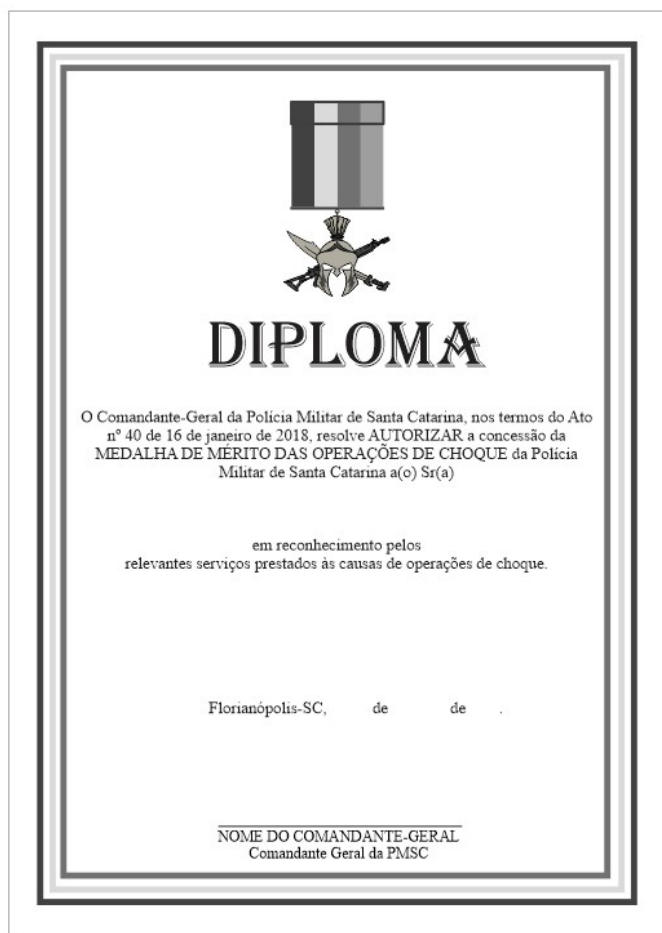 DIPLOMA
O Comandante-Geral da Polícia Militar de Santa Catarina, nos termos do Ato
nº 40 de 16 de janeiro de 2018, resolve AUTORIZAR a concessão da
MEDALHA DE MÉRITO DAS OPERAÇÕES DE CHOQUE da Polícia
Militar de Santa Catarina a(o) Sr(a)
em reconhecimento pelos
relevantes serviços prestados às causas de operações de choque.
Florianópolis-SC, de de .
NOME DO COMANDANTE-GERAL
Comandante Geral da PMSC